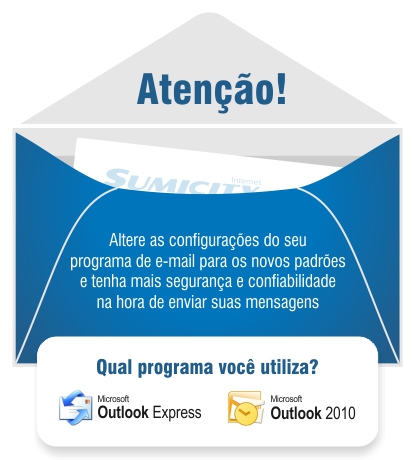 Atenção!
Internet
SUMICITY
Altere as configurações do seu
programa de e-mail para os novos padrões
e tenha mais segurança e confiabilidade
na hora de enviar suas mensagens
Qual programa você utiliza?
Microsoft
Outlook Express
Microsoft
Outlook 2010